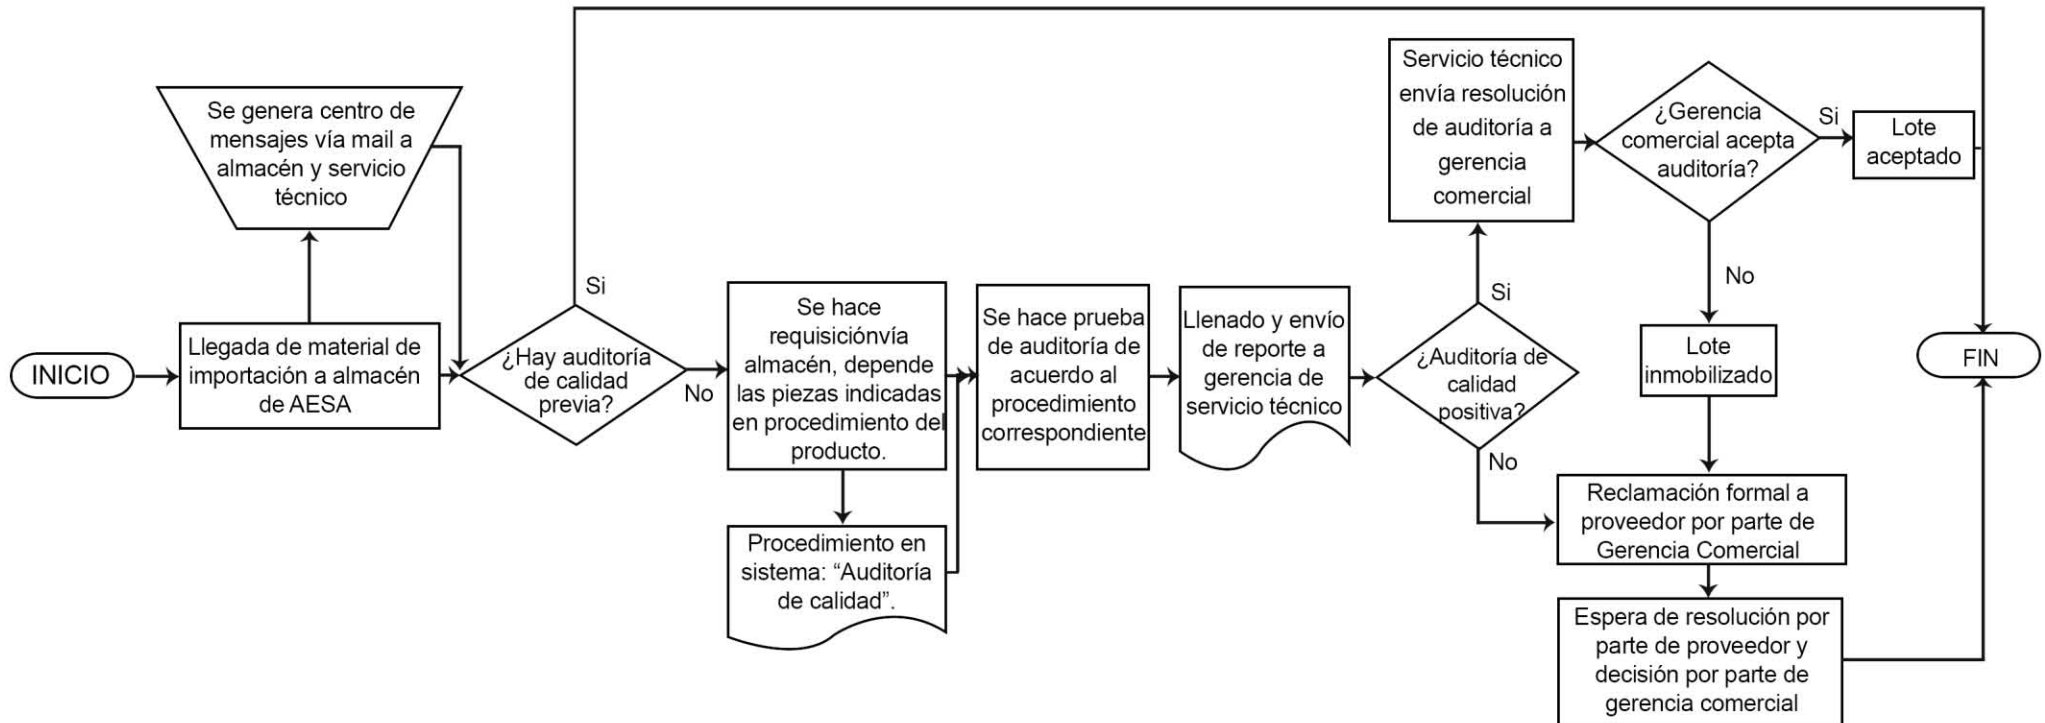 Se genera centro de
mensajes vía mail a
almacén y servicio
técnico
INICIO
Llegada de material de
importación a almacén
de AESA
¿Hay auditoría
de calidad
previa?
Si
No
Se hace
requisiciónvía
almacén, depende
las piezas indicadas
en procedimiento del
producto.
Procedimiento en
sistema: “Auditoría
de calidad”.
Se hace prueba
de auditoría de
acuerdo al
procedimiento
correspondiente
Llenado y envío
de reporte a
gerencia de
servicio técnico
¿Auditoría de
calidad
positiva?
Si
No
Servicio técnico
envía resolución
de auditoría a
gerencia
comercial
¿Gerencia
comercial acepta
auditoría?
Si
No
Lote
aceptado
Lote
inmobilizado
Reclamación formal a
proveedor por parte de
Gerencia Comercial
Espera de resolución por
parte de proveedor y
decisión por parte de
gerencia comercial
FIN